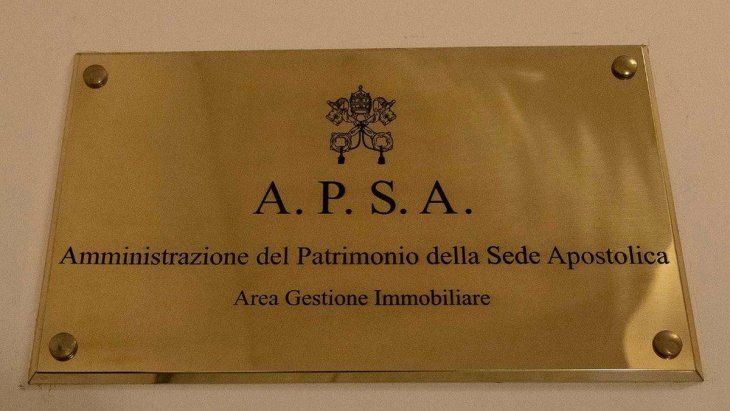 A. P. S. A.
Amministrazione del Patrimonio della Sede Apostolica
Area Gestione Immobiliare